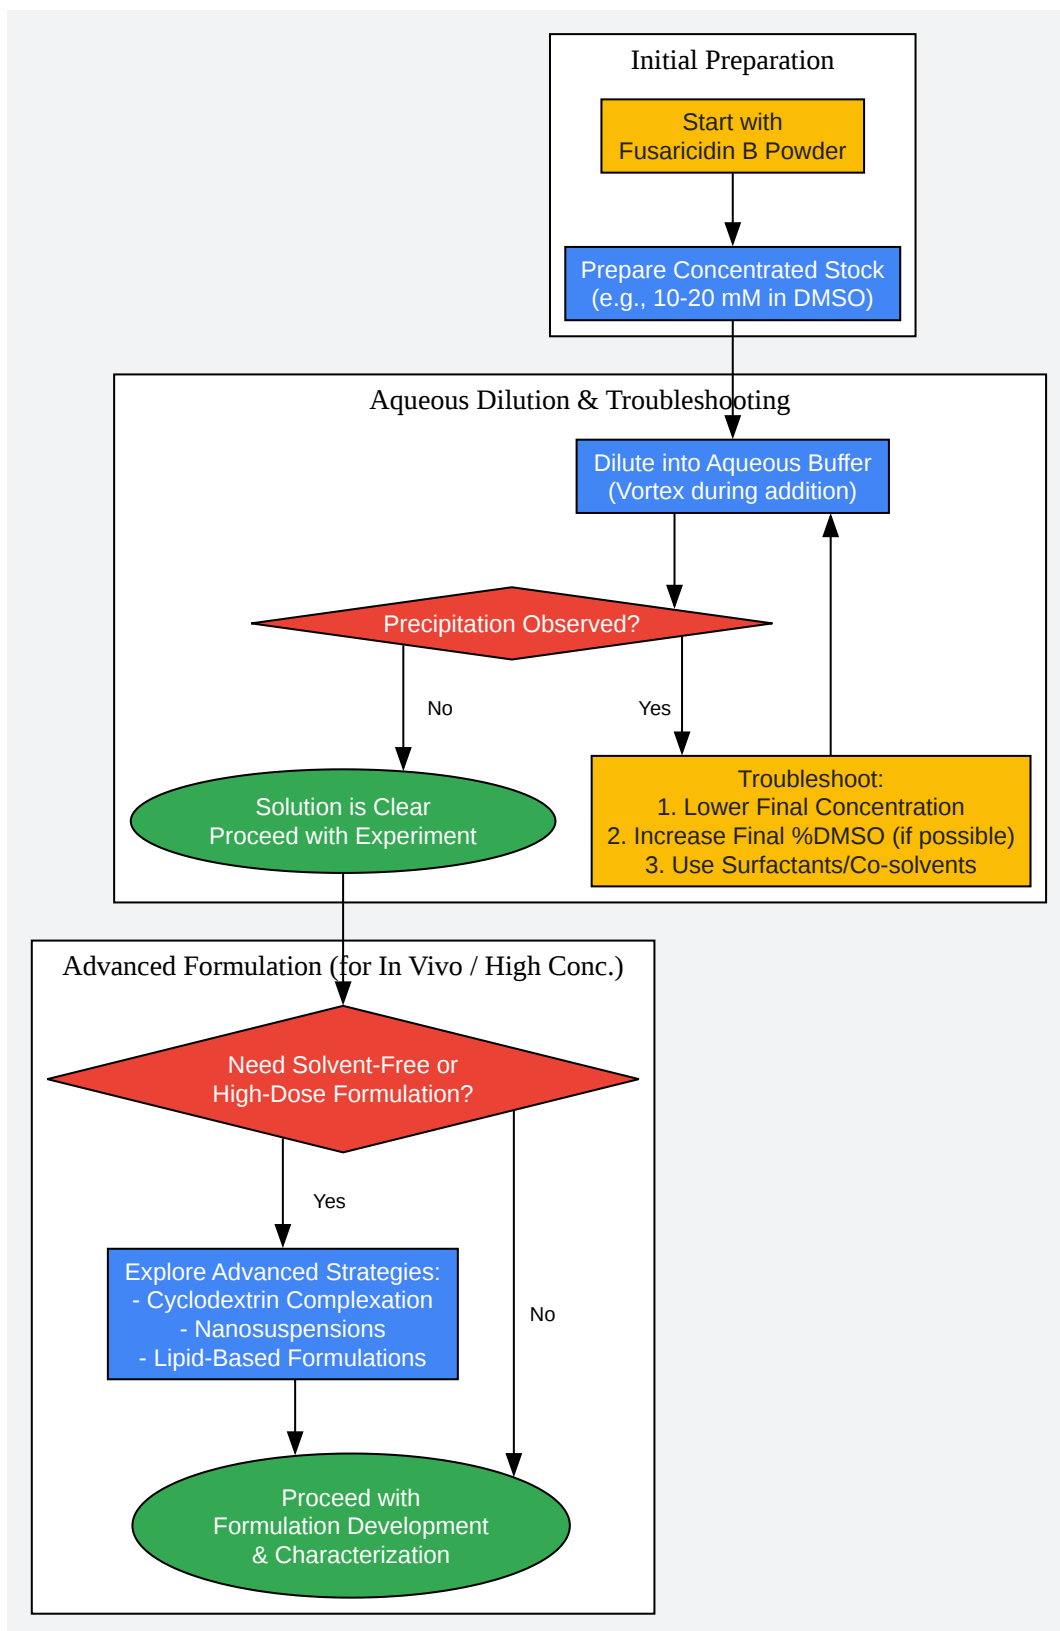 Initial Preparation
Start with
Fusaricidin B Powder
Prepare Concentrated Stock
(e.g., 10-20 mM in DMSO)
Aqueous Dilution & Troubleshooting
Dilute into Aqueous Buffer
(Vortex during addition)
Precipitation Observed?
No
Yes
Solution is Clear
Proceed with Experiment
Troubleshoot:
1. Lower Final Concentration
2. Increase Final %DMSO (if possible)
3. Use Surfactants/Co-solvents
Advanced Formulation (for In Vivo / High Conc.)
Need Solvent-Free or
High-Dose Formulation?
Yes
Explore Advanced Strategies:
- Cyclodextrin Complexation
- Nanosuspensions
- Lipid-Based Formulations
No
Proceed with
Formulation Development
& Characterization